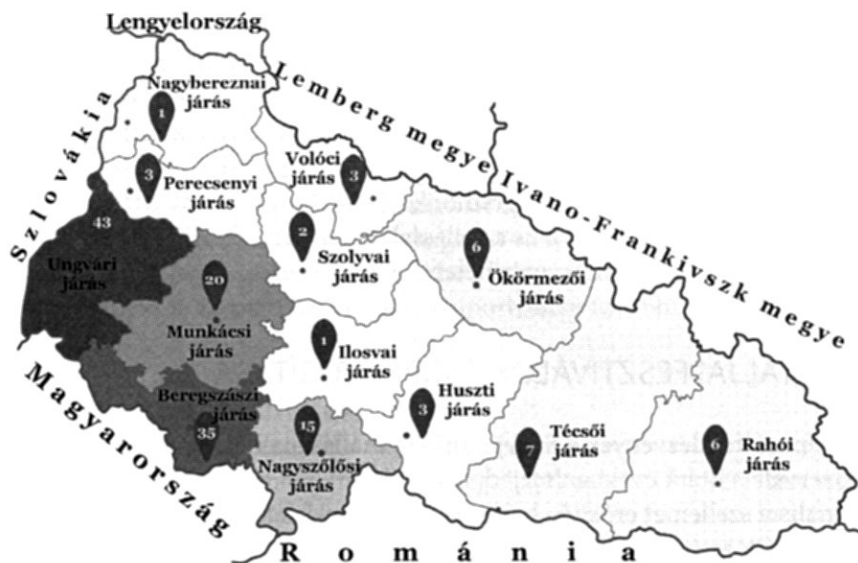 Lengyelország
Szlovákia
Lemberg megye
Ivano-Frankivszk megye
Magyarország
Románia
Nagybereznai
járás
1
Perecsenyi
járás
3
Volóci
járás
3
43
Ungvári
járás
20
Munkácsi
járás
2
Szolyvai
járás
6
Ökörmezői
járás
1
Ilosvai
járás
Beregszászi
járás
35
15
Nagyszőlősi
járás
3
Huszti
járás
7
Técsői
járás
6
Rahói
járás